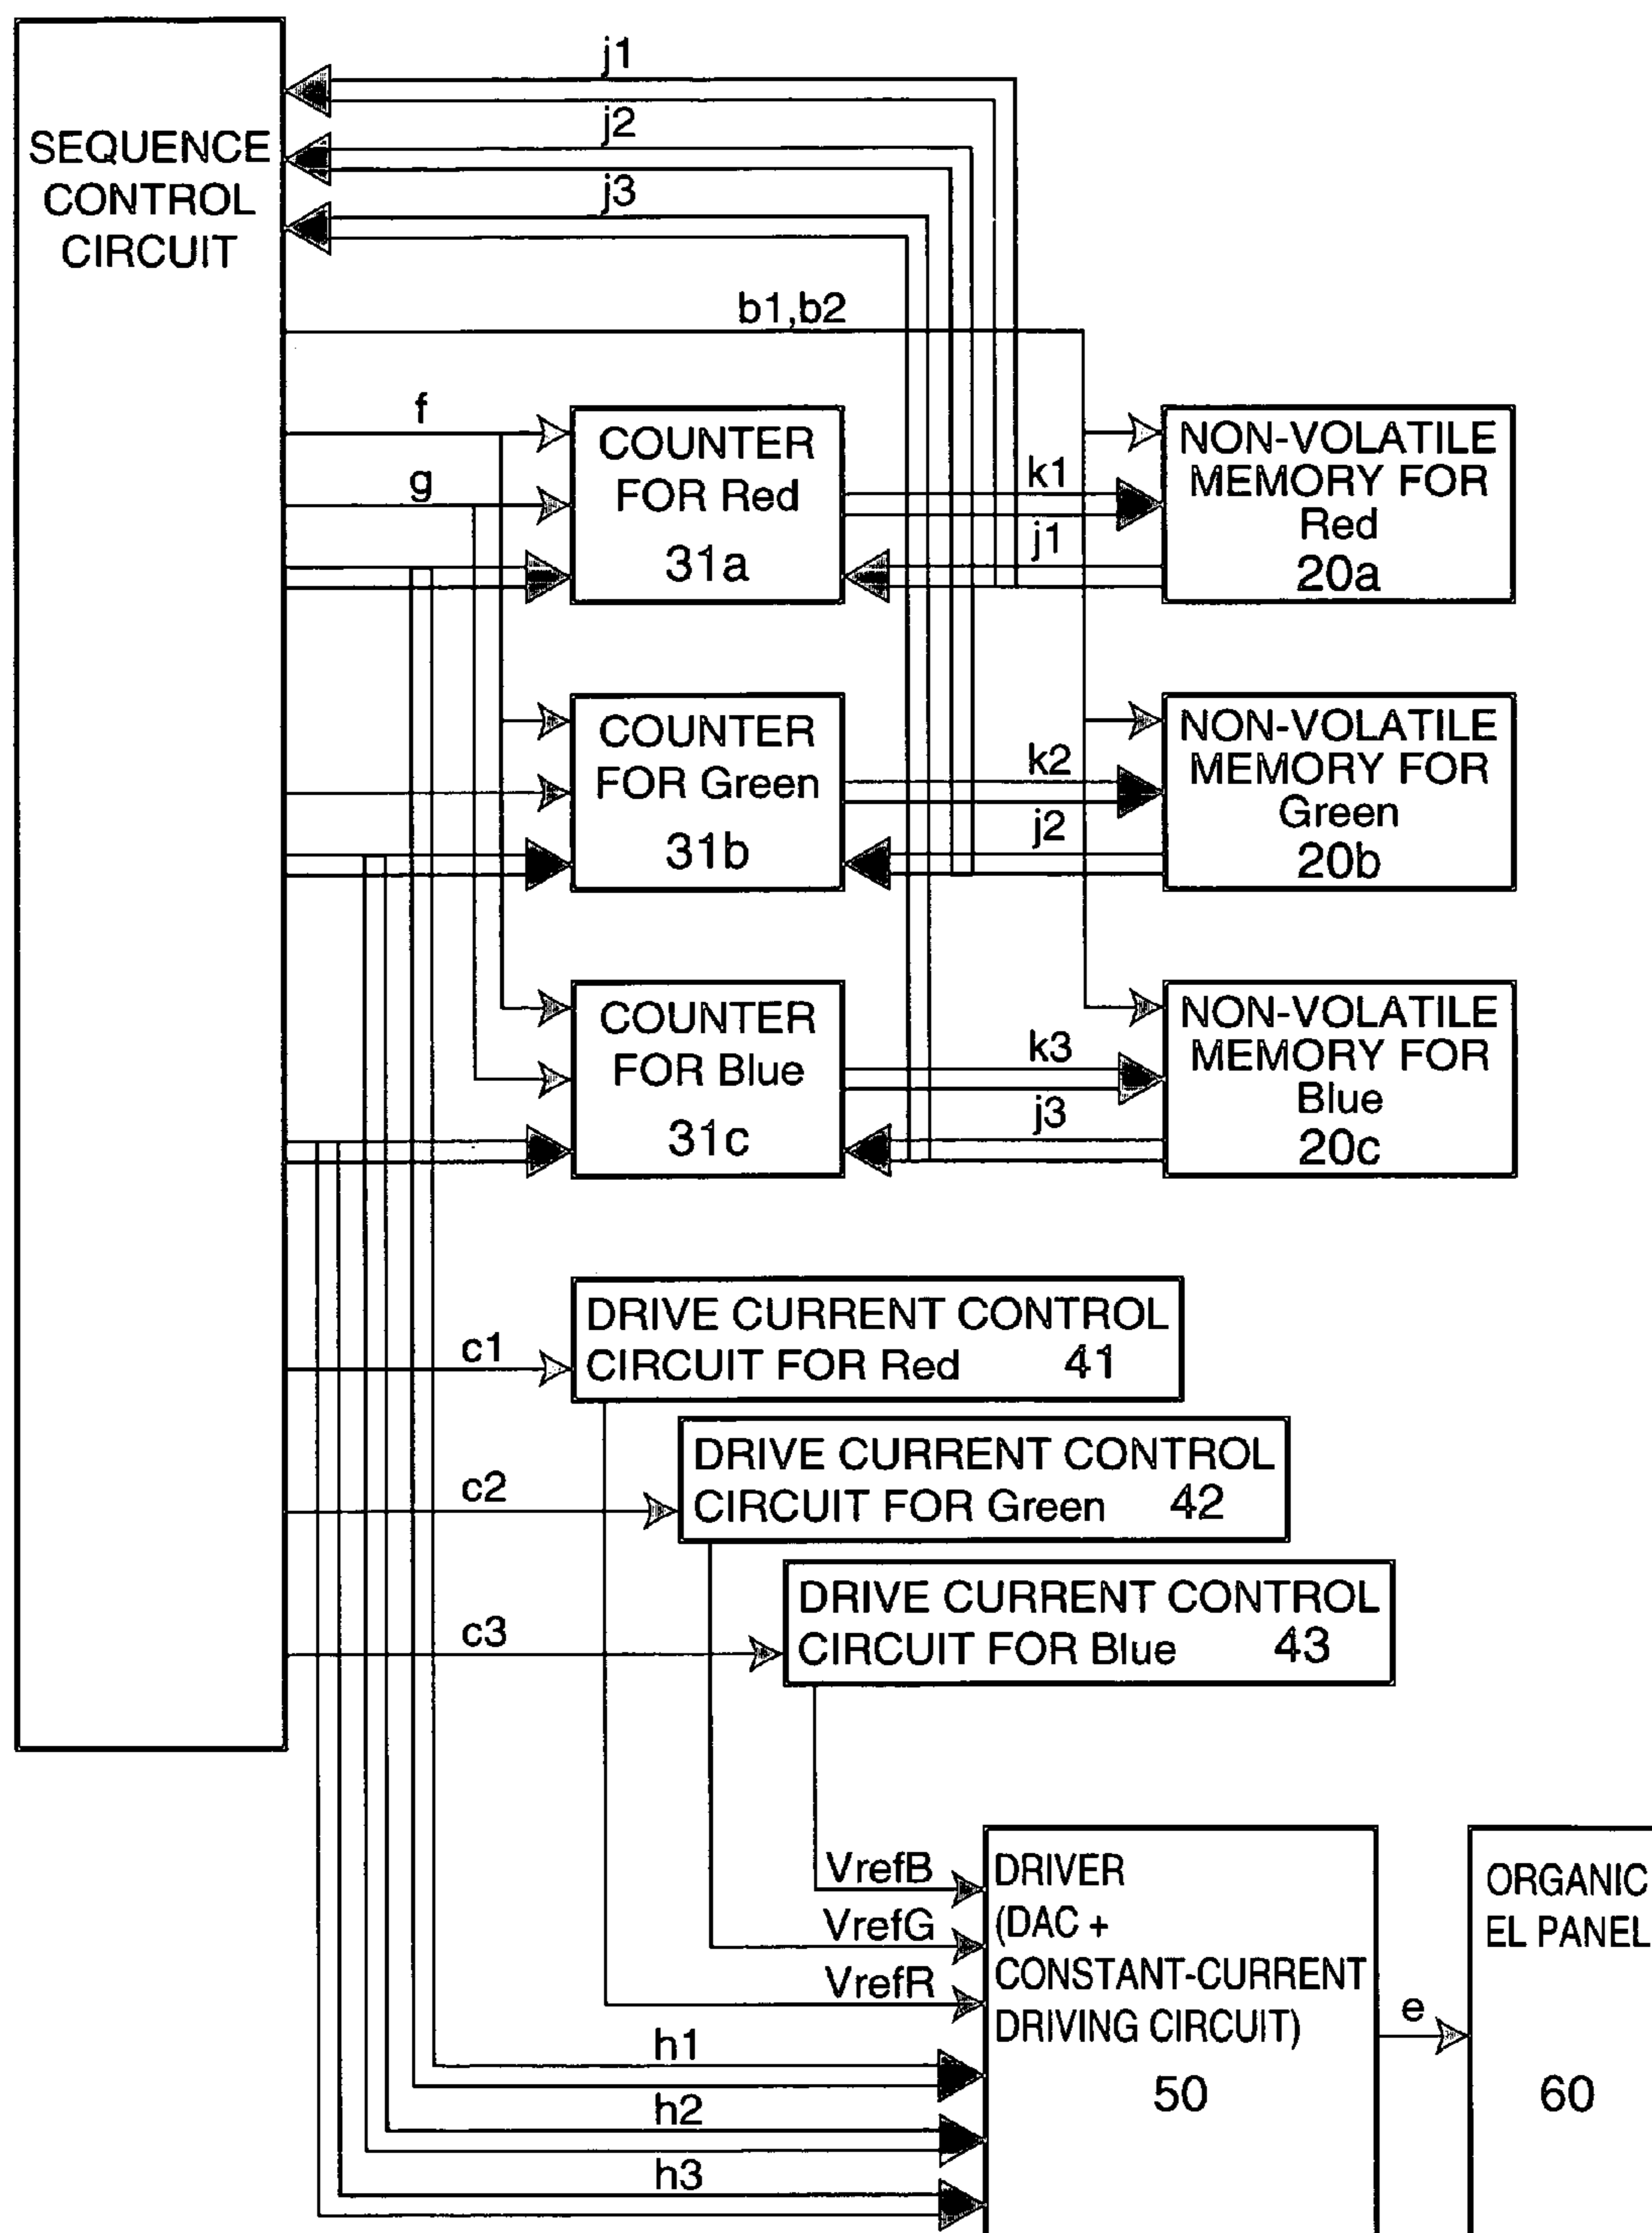 j1
j2
j3
SEQUENCE
CONTROL
CIRCUIT
b1,b2
f
g
COUNTER
FOR Red
31a
k1
j1
NON-VOLATILE
MEMORY FOR
Red
20a
COUNTER
FOR Green
31b
k2
j2
NON-VOLATILE
MEMORY FOR
Green
20b
COUNTER
FOR Blue
31c
k3
j3
NON-VOLATILE
MEMORY FOR
Blue
20c
c1
DRIVE CURRENT CONTROL
CIRCUIT FOR Red 41
c2
DRIVE CURRENT CONTROL
CIRCUIT FOR Green 42
c3
DRIVE CURRENT CONTROL
CIRCUIT FOR Blue 43
VrefB
VrefG
VrefR
h1
h2
h3
DRIVER
(DAC +
CONSTANT-CURRENT
DRIVING CIRCUIT)
50
e
ORGANIC
EL PANEL
60